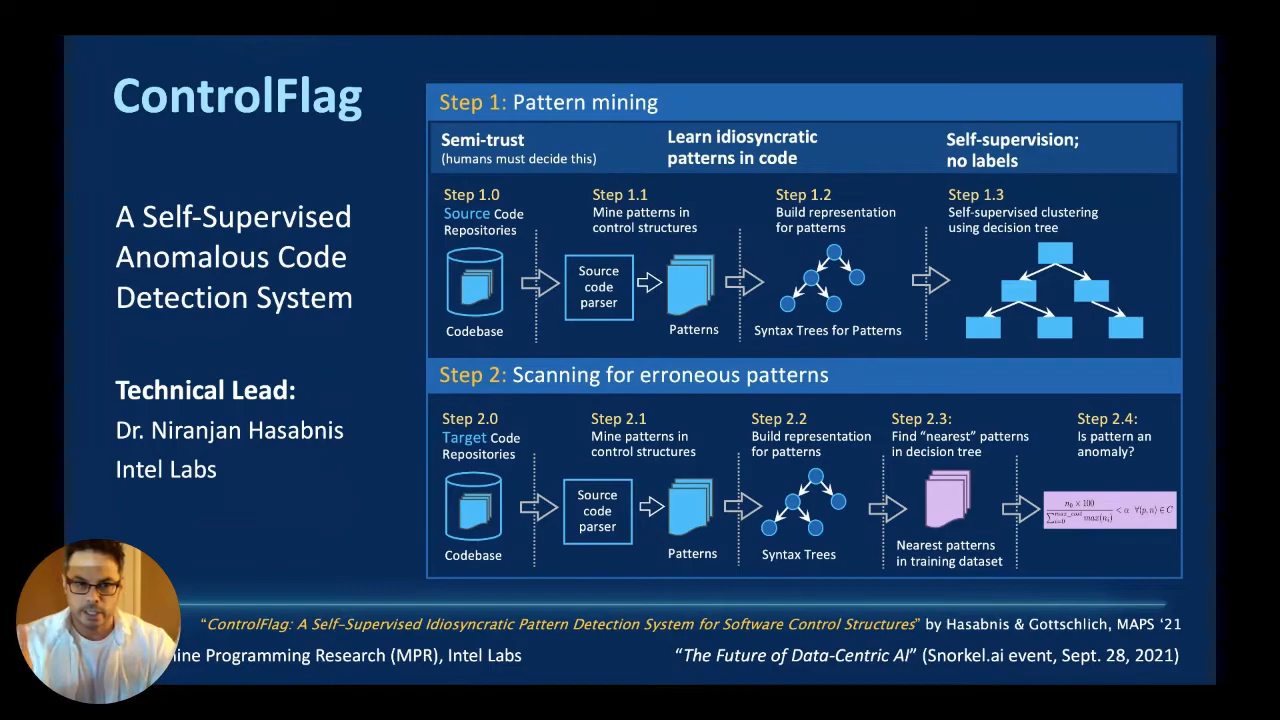 ControlFlag
A Self-Supervised
Anomalous Code
Detection System
Technical Lead:
Dr. Niranjan Hasabnis
Intel Labs
Step 1: Pattern mining
Semi-trust
(humans must decide this)
Learn idiosyncratic
patterns in code
Self-supervision;
no labels
Step 1.0
Source Code
Repositories
Codebase
Step 1.1
Mine patterns in
control structures
Source
code
parser
Patterns
Step 1.2
Build representation
for patterns
Syntax Trees for Patterns
Step 1.3
Self-supervised clustering
using decision tree
Step 2: Scanning for erroneous patterns
Step 2.0
Target Code
Repositories
Codebase
Step 2.1
Mine patterns in
control structures
Source
code
parser
Patterns
Step 2.2
Build representation
for patterns
Syntax Trees
Step 2.3:
Find “nearest” patterns
in decision tree
Nearest patterns
in training dataset
Step 2.4:
Is pattern an
anomaly?
“ControlFlag: A Self-Supervised Idiosyncratic Pattern Detection System for Software Control Structures” by Hasabnis & Gottschlich, MAPS ‘21
Programming Research (MPR), Intel Labs
“The Future of Data-Centric AI” (Snorkel.ai event, Sept. 28, 2021)